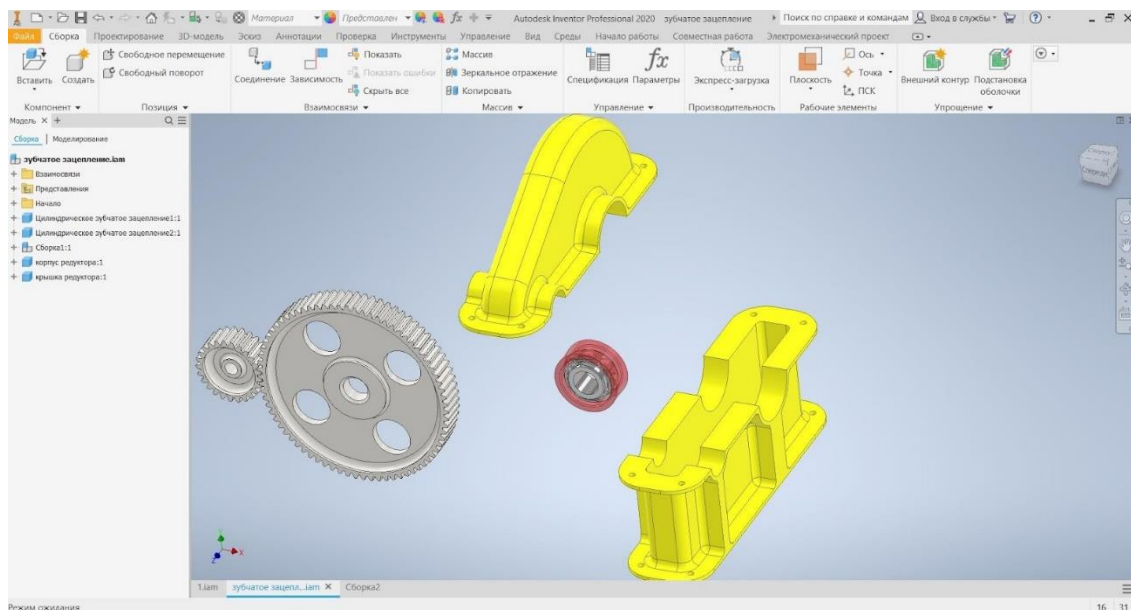 Материал
Представлен
Autodesk Inventor Professional 2020 зубчатое зацепление
Поиск по справке и командам
Вход в службы
Файл Сборка Проектирование 3D-модель Эскиз Аннотации Проверка Инструменты Управление Вид Среды Начало работы Совместная работа Электромеханический проект
Вставить
Создать
Компонент
Свободное перемещение
Свободный поворот
Позиция
Соединение
Зависимость
Показать
Показать ошибки
Скрыть все
Взаимосвязи
Массив
Зеркальное отражение
Копировать
Массив
Спецификация
fx
Параметры
Управление
Экспресс-загрузка
Производительность
Плоскость
Ось
Точка
ПСК
Рабочие элементы
Внешний контур
Подстановка
оболочки
Упрощение
Модель X +
Сборка | Моделирование
зубчатое зацепление.iam
Взаимосвязи
Представления
Начало
Цилиндрическое зубчатое зацепление1:1
Цилиндрическое зубчатое зацепление2:1
Сборка1:1
корпус редуктора:1
крышка редуктора:1
Y
X
Z
1.iam зубчатое зацепл...iam X Сборка2
Режим ожидания
16 31